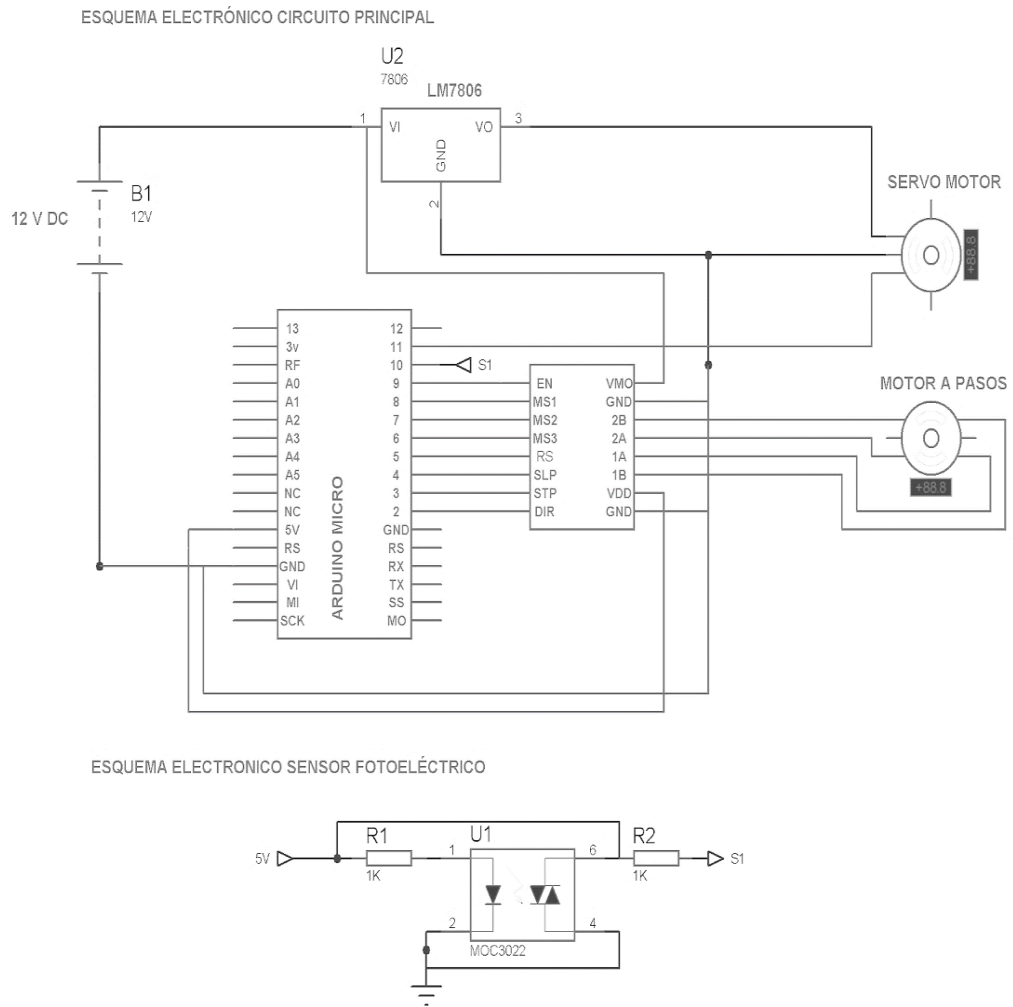 ESQUEMA ELECTRÓNICO CIRCUITO PRINCIPAL
U2
7806
LM7806
1
VI
VO
3
GND
2
SERVO MOTOR
+88.8
B1
12V
12 V DC
13
12
3v
11
RF
10
S1
A0
9
A1
8
A2
7
A3
6
A4
5
A5
4
NC
3
NC
2
5V
GND
RS
RS
GND
RX
VI
TX
MI
SS
SCK
MO
ARDUINO MICRO
EN
VMO
MS1
GND
MS2
2B
MS3
2A
RS
1A
SLP
1B
STP
VDD
DIR
GND
MOTOR A PASOS
+88.8
ESQUEMA ELECTRONICO SENSOR FOTOELÉCTRICO
5V
R1
1K
U1
1
6
2
4
MOC3022
R2
1K
S1